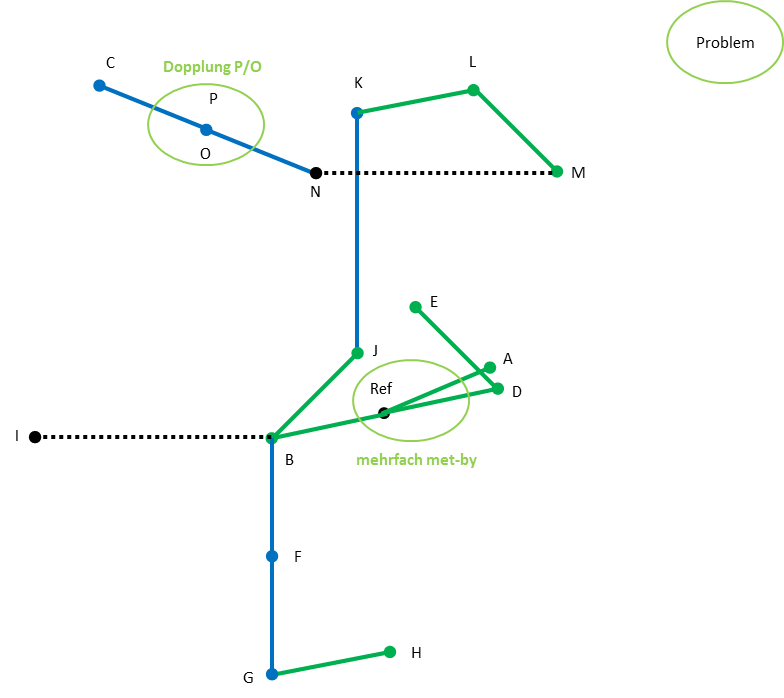 Problem
C
Dopplung P/O
L
K
P
O
M
N
E
J
A
Ref
D
I
B
mehrfach met-by
F
H
G